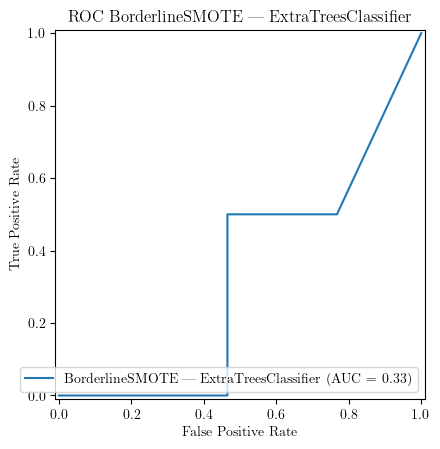 ROC BorderlineSMOTE — ExtraTreesClassifier
1.0
0.8
0.6
0.4
0.2
0.0
True Positive Rate
BorderlineSMOTE — ExtraTreesClassifier (AUC = 0.33)
0.0 0.2 0.4 0.6 0.8 1.0
False Positive Rate